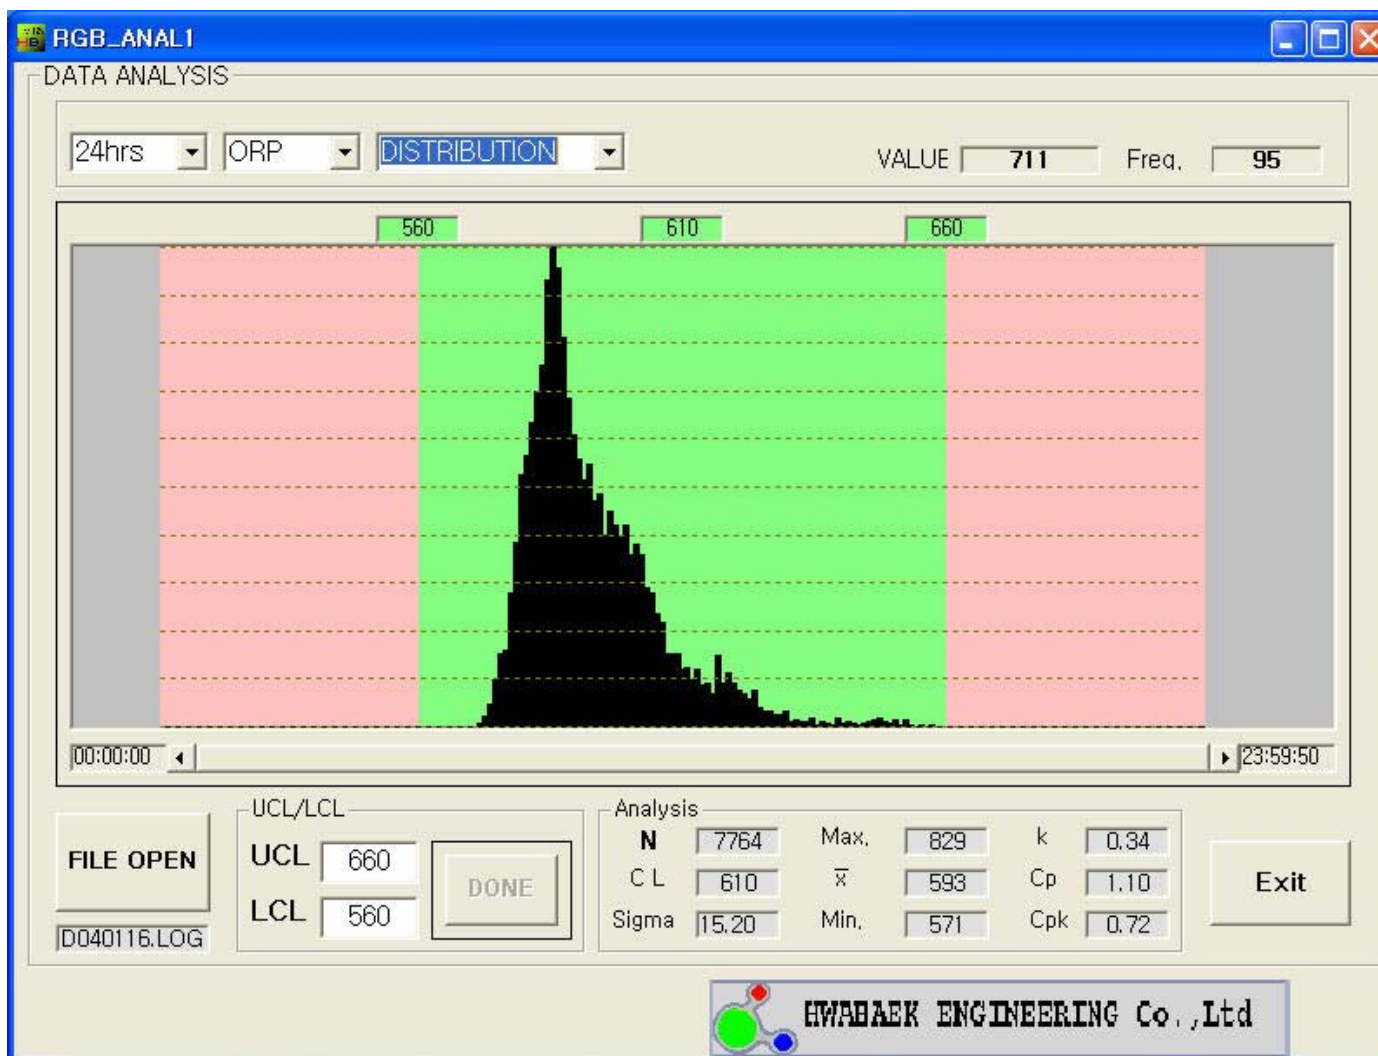 RGB_ANAL1
DATA ANALYSIS
24hrs ORP DISTRIBUTION VALUE 711 Freq. 95
560 610 660
00:00:00 23:59:50
FILE OPEN
D040116.LOG
UCL/LCL
UCL 660
LCL 560
DONE
Analysis
N 7764 Max. 829 k 0.34
C L 610 x̅ 593 Cp 1.10
Sigma 15.20 Min. 571 Cpk 0.72
Exit
HWABAEK ENGINEERING Co.,Ltd